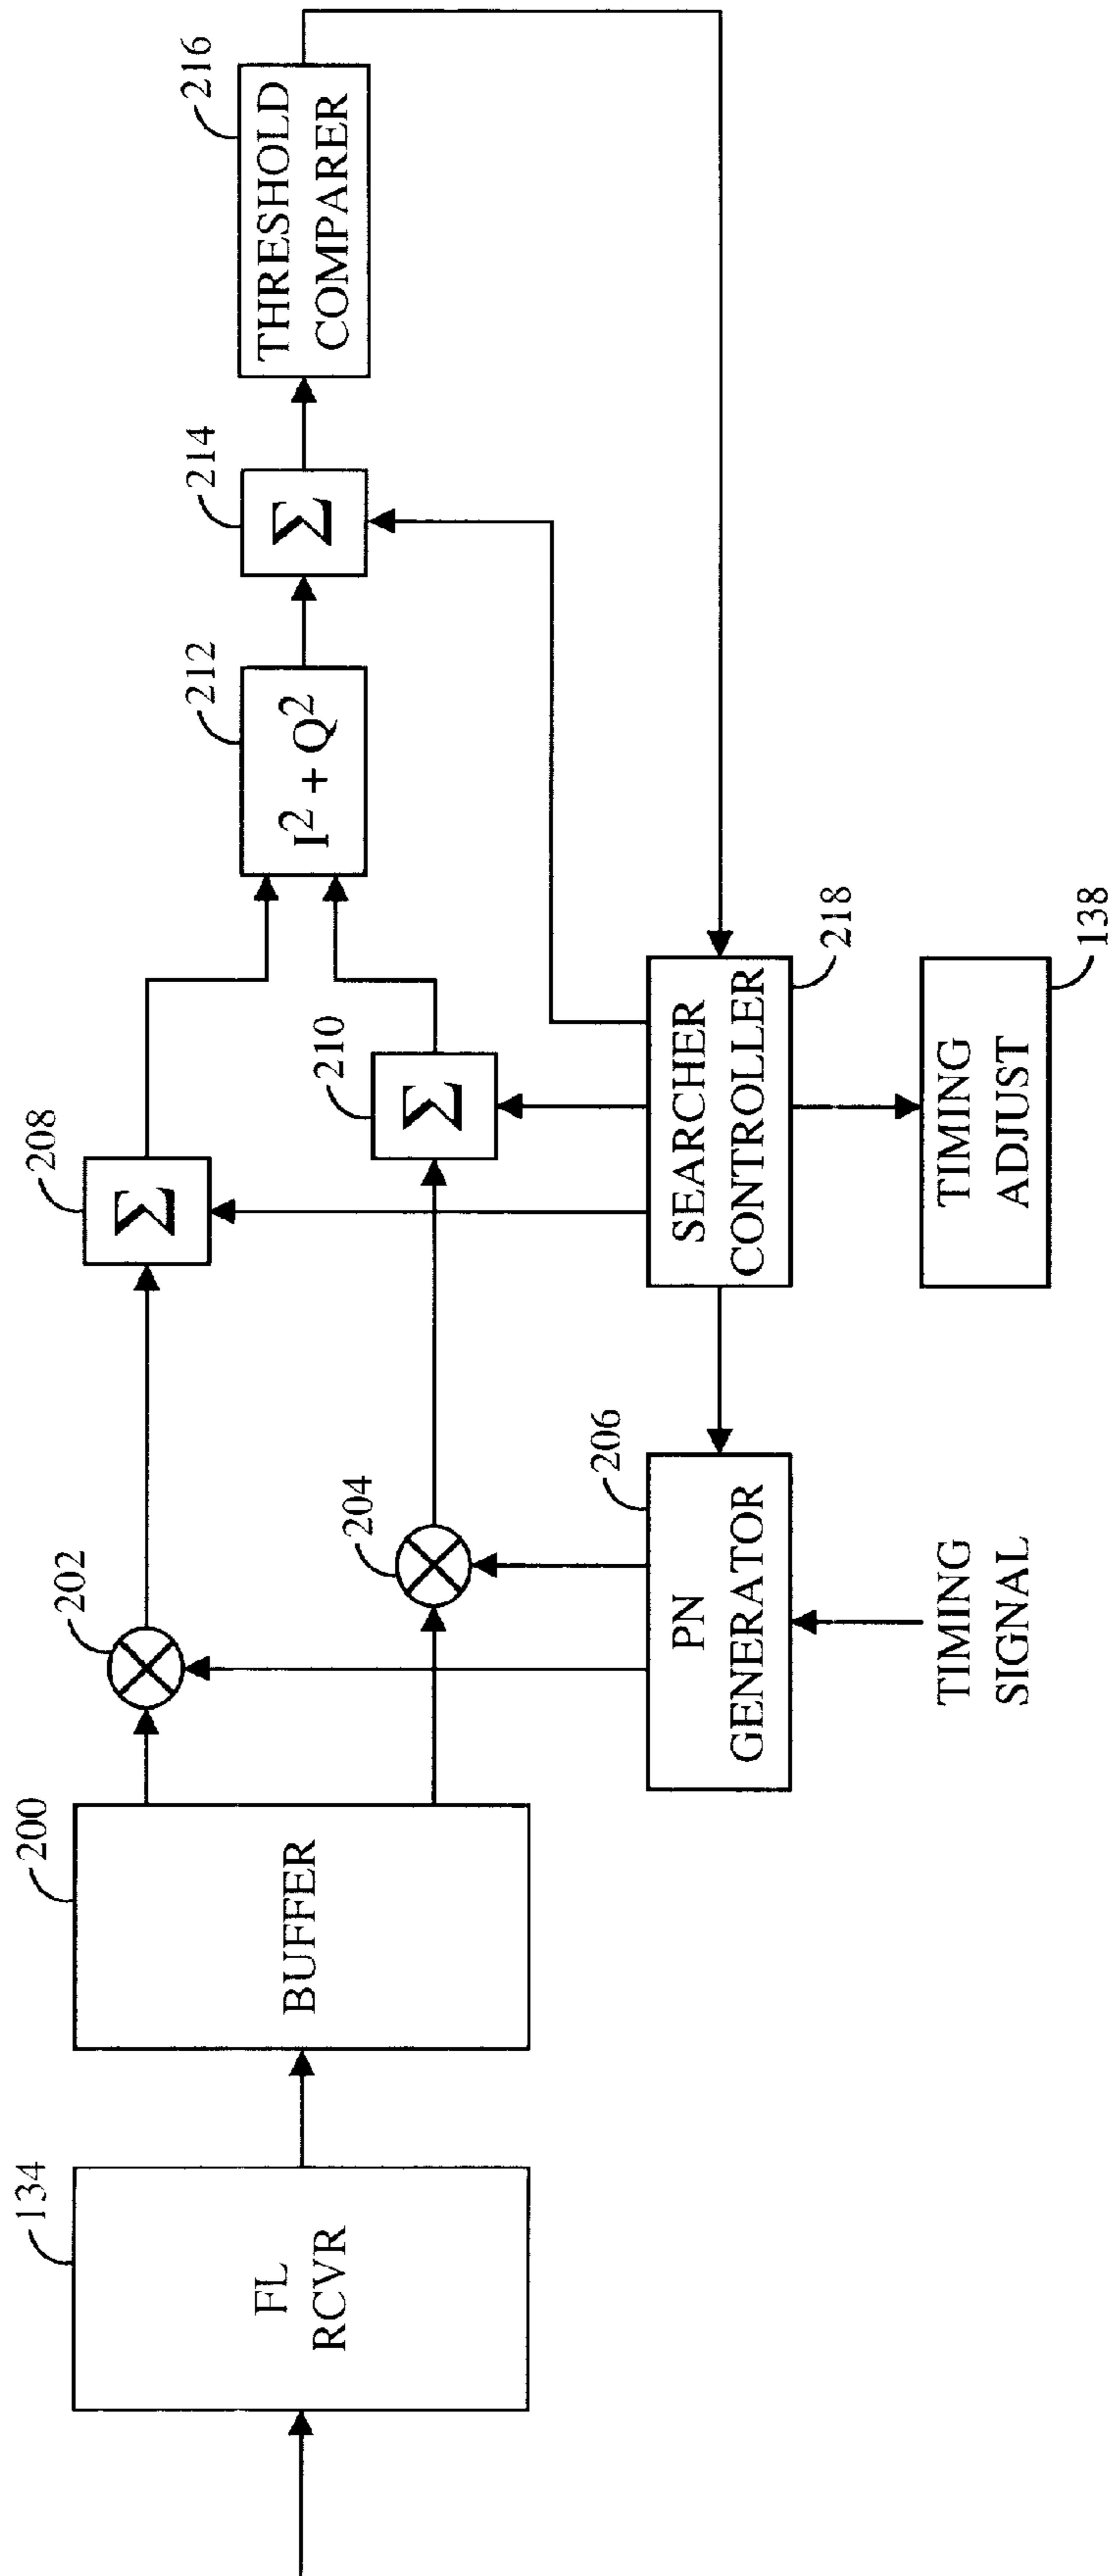 134
FL
RCVR
200
BUFFER
202
204
206
PN
GENERATOR
TIMING
SIGNAL
208
Σ
210
Σ
212
I² + Q²
214
Σ
216
THRESHOLD
COMPARER
SEARCHER
CONTROLLER
218
TIMING
ADJUST
138